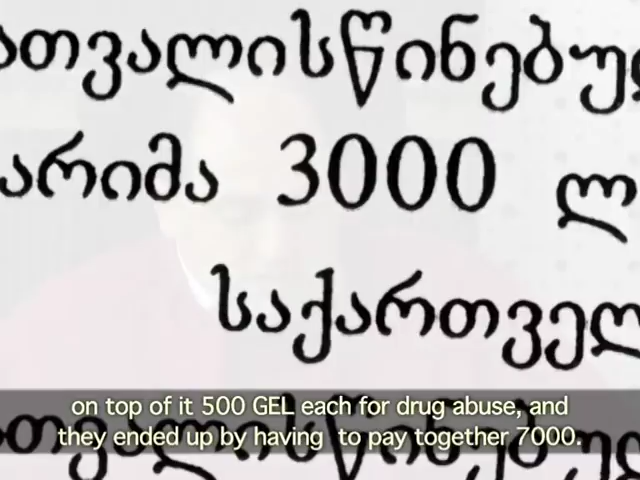 თვალისწინებუ
არიმა 3000 ლ
საქართველ
on top of it 500 GEL each for drug abuse, and
they ended up by having to pay together 7000.